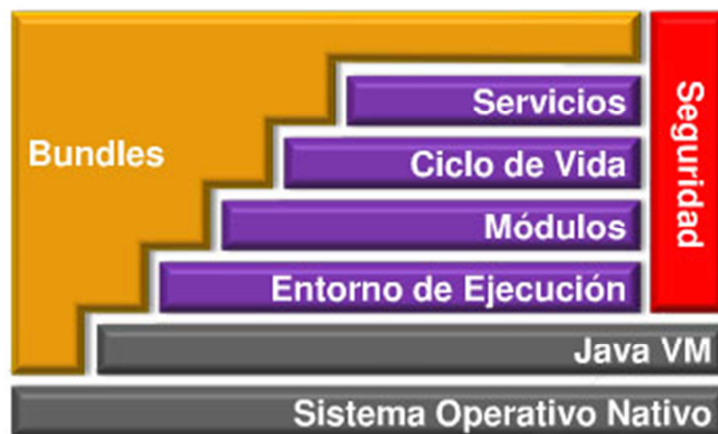 Servicios
Bundles
Ciclo de Vida
Seguridad
Módulos
Entorno de Ejecución
Java VM
Sistema Operativo Nativo